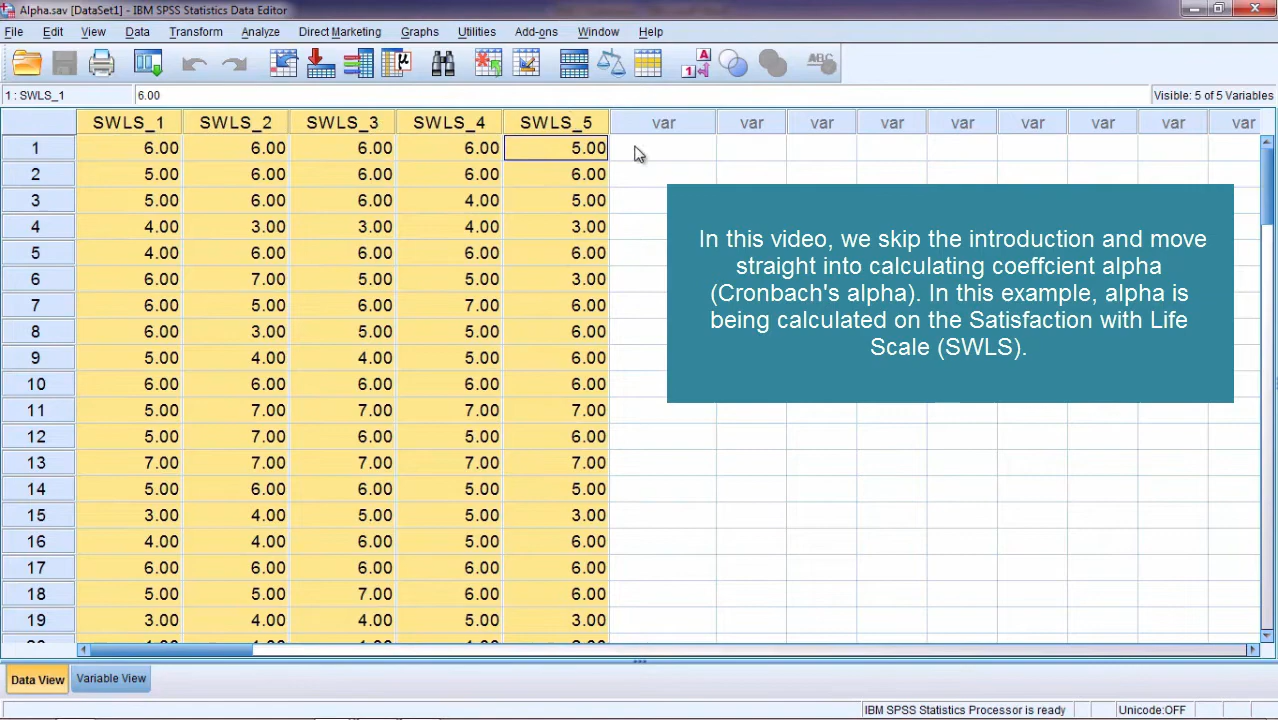 Alpha.sav [DataSet1] - IBM SPSS Statistics Data Editor
File Edit View Data Transform Analyze Direct Marketing Graphs Utilities Add-ons Window Help
1 : SWLS_1 6.00 Visible: 5 of 5 Variables
SWLS_1 SWLS_2 SWLS_3 SWLS_4 SWLS_5 var var var var var var var var
1 6.00 6.00 6.00 6.00 5.00
2 5.00 6.00 6.00 6.00 6.00
3 5.00 6.00 6.00 4.00 5.00
4 4.00 3.00 3.00 4.00 3.00
5 4.00 6.00 6.00 6.00 6.00
6 6.00 7.00 5.00 5.00 3.00
7 6.00 5.00 6.00 7.00 6.00
8 6.00 3.00 5.00 5.00 6.00
9 5.00 4.00 4.00 5.00 6.00
10 6.00 6.00 6.00 6.00 6.00
11 5.00 7.00 7.00 7.00 7.00
12 5.00 7.00 6.00 5.00 6.00
13 7.00 7.00 7.00 7.00 7.00
14 5.00 6.00 6.00 5.00 5.00
15 3.00 4.00 5.00 5.00 3.00
16 4.00 4.00 6.00 5.00 6.00
17 6.00 6.00 6.00 6.00 6.00
18 5.00 5.00 7.00 6.00 6.00
19 3.00 4.00 4.00 5.00 3.00
In this video, we skip the introduction and move
straight into calculating coeffcient alpha
(Cronbach's alpha). In this example, alpha is
being calculated on the Satisfaction with Life
Scale (SWLS).
Data View Variable View
IBM SPSS Statistics Processor is ready Unicode:OFF